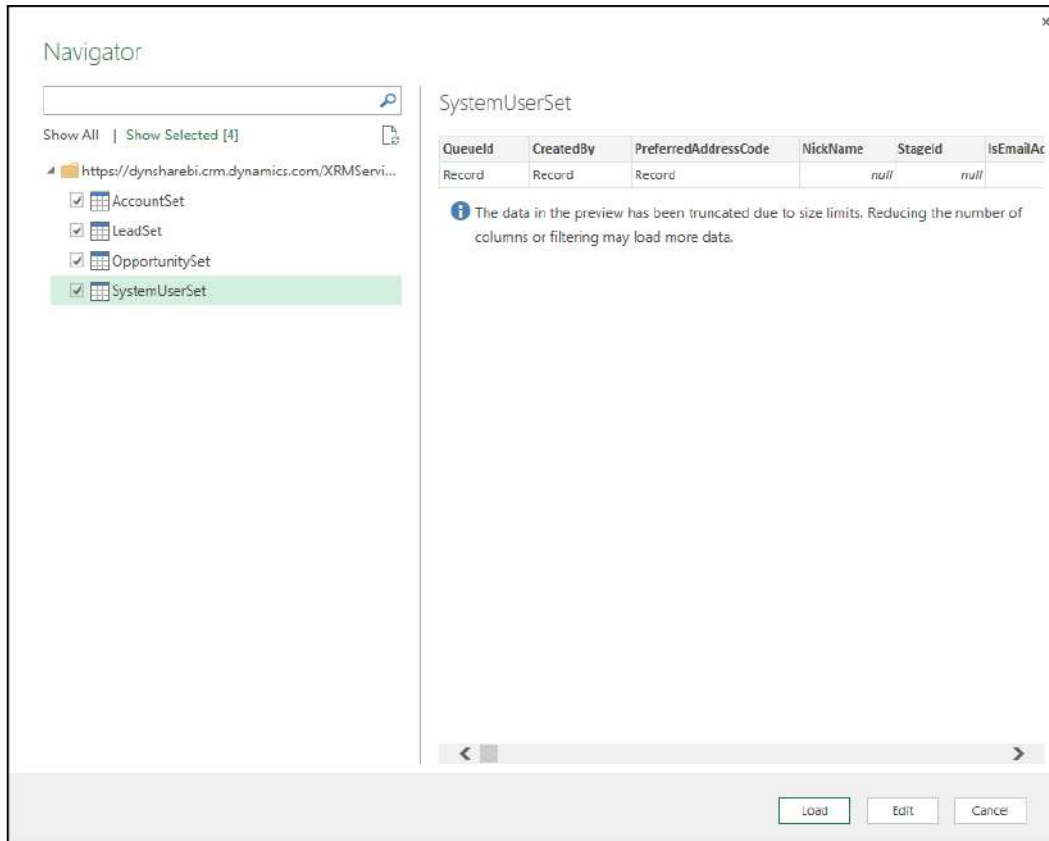 Navigator
Show All | Show Selected [4]
https://dynsharebi.crm.dynamics.com/XRMServi...
AccountSet
LeadSet
OpportunitySet
SystemUserSet
SystemUserSet
QueueId CreatedBy PreferredAddressCode NickName StageId IsEmailAc
Record Record Record null null
The data in the preview has been truncated due to size limits. Reducing the number of
columns or filtering may load more data.
Load Edit Cancel